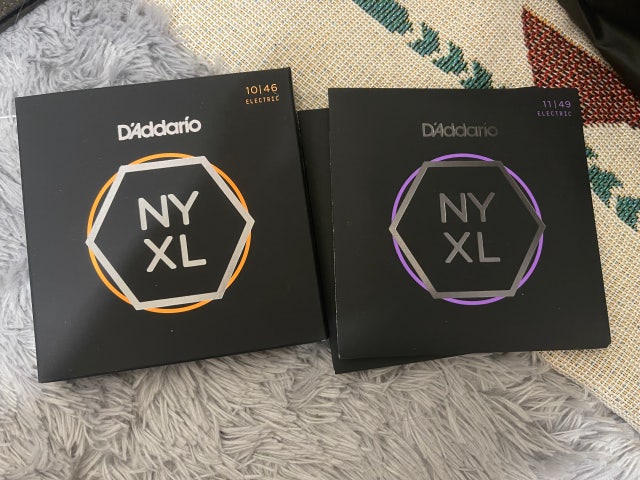 10|46
ELECTRIC
D'Addario
NY
XL
11|49
ELECTRIC
D'Addario
NY
XL